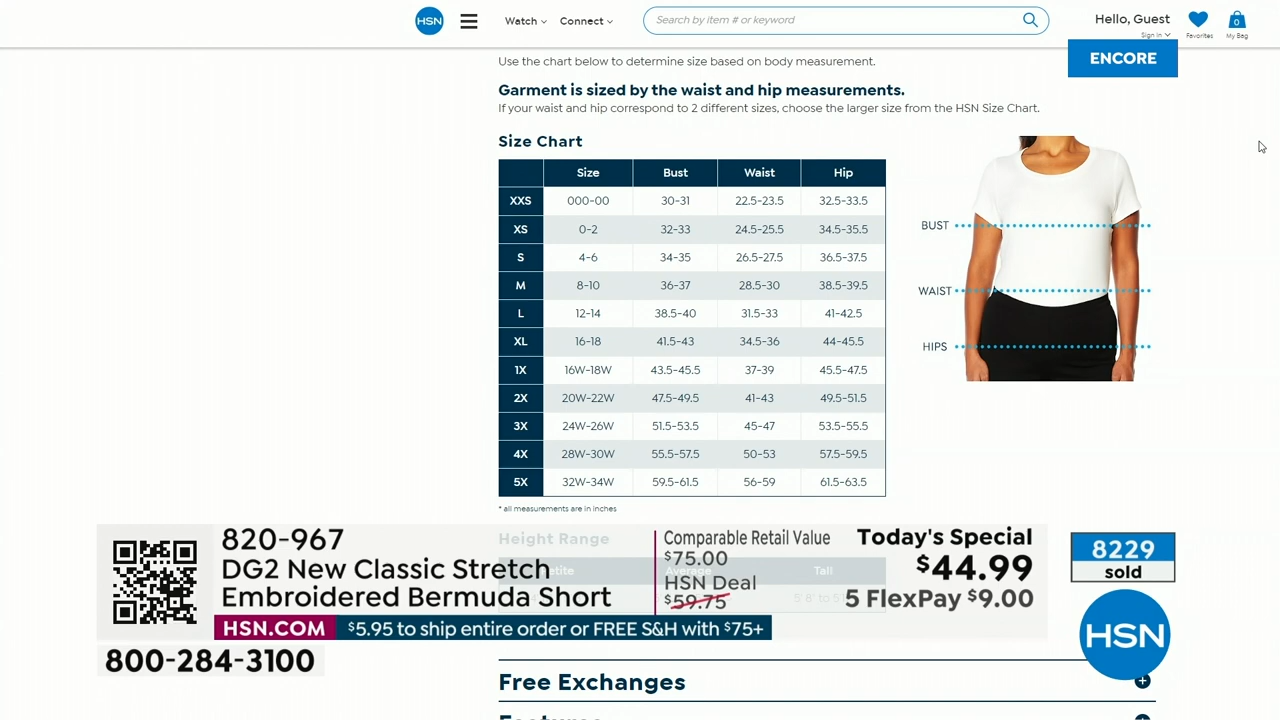 HSN
Watch
Connect
Search by item # or keyword
Hello, Guest
Sign in
Favorites
0
My Bag
ENCORE
Use the chart below to determine size based on body measurement.
Garment is sized by the waist and hip measurements.
If your waist and hip correspond to 2 different sizes, choose the larger size from the HSN Size Chart.
Size Chart
Size Bust Waist Hip
XXS 000-00 30-31 22.5-23.5 32.5-33.5
XS 0-2 32-33 24.5-25.5 34.5-35.5
S 4-6 34-35 26.5-27.5 36.5-37.5
M 8-10 36-37 28.5-30 38.5-39.5
L 12-14 38.5-40 31.5-33 41-42.5
XL 16-18 41.5-43 34.5-36 44-45.5
1X 16W-18W 43.5-45.5 37-39 45.5-47.5
2X 20W-22W 47.5-49.5 41-43 49.5-51.5
3X 24W-26W 51.5-53.5 45-47 53.5-55.5
4X 28W-30W 55.5-57.5 50-53 57.5-59.5
5X 32W-34W 59.5-61.5 56-59 61.5-63.5
* all measurements are in inches
BUST
WAIST
HIPS
Height Range
Average Tall
820-967
DG2 New Classic Stretch
Embroidered Bermuda Short
Comparable Retail Value
$75.00
HSN Deal
$59.75
Today's Special
$44.99
5 FlexPay $9.00
8229
sold
HSN.COM $5.95 to ship entire order or FREE S&H with $75+
800-284-3100
HSN
Free Exchanges